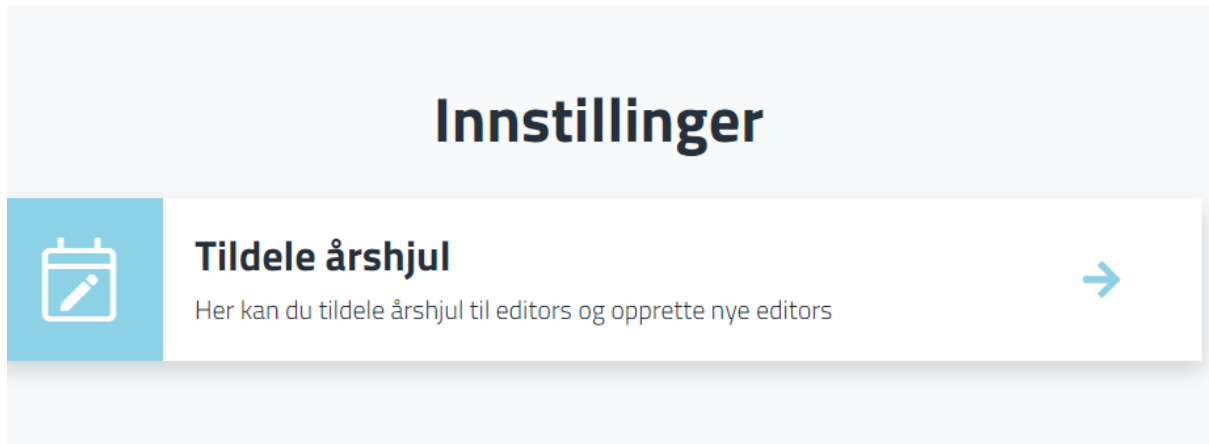 Innstillinger
Tildele årshjul
Her kan du tildele årshjul til editors og opprette nye editors